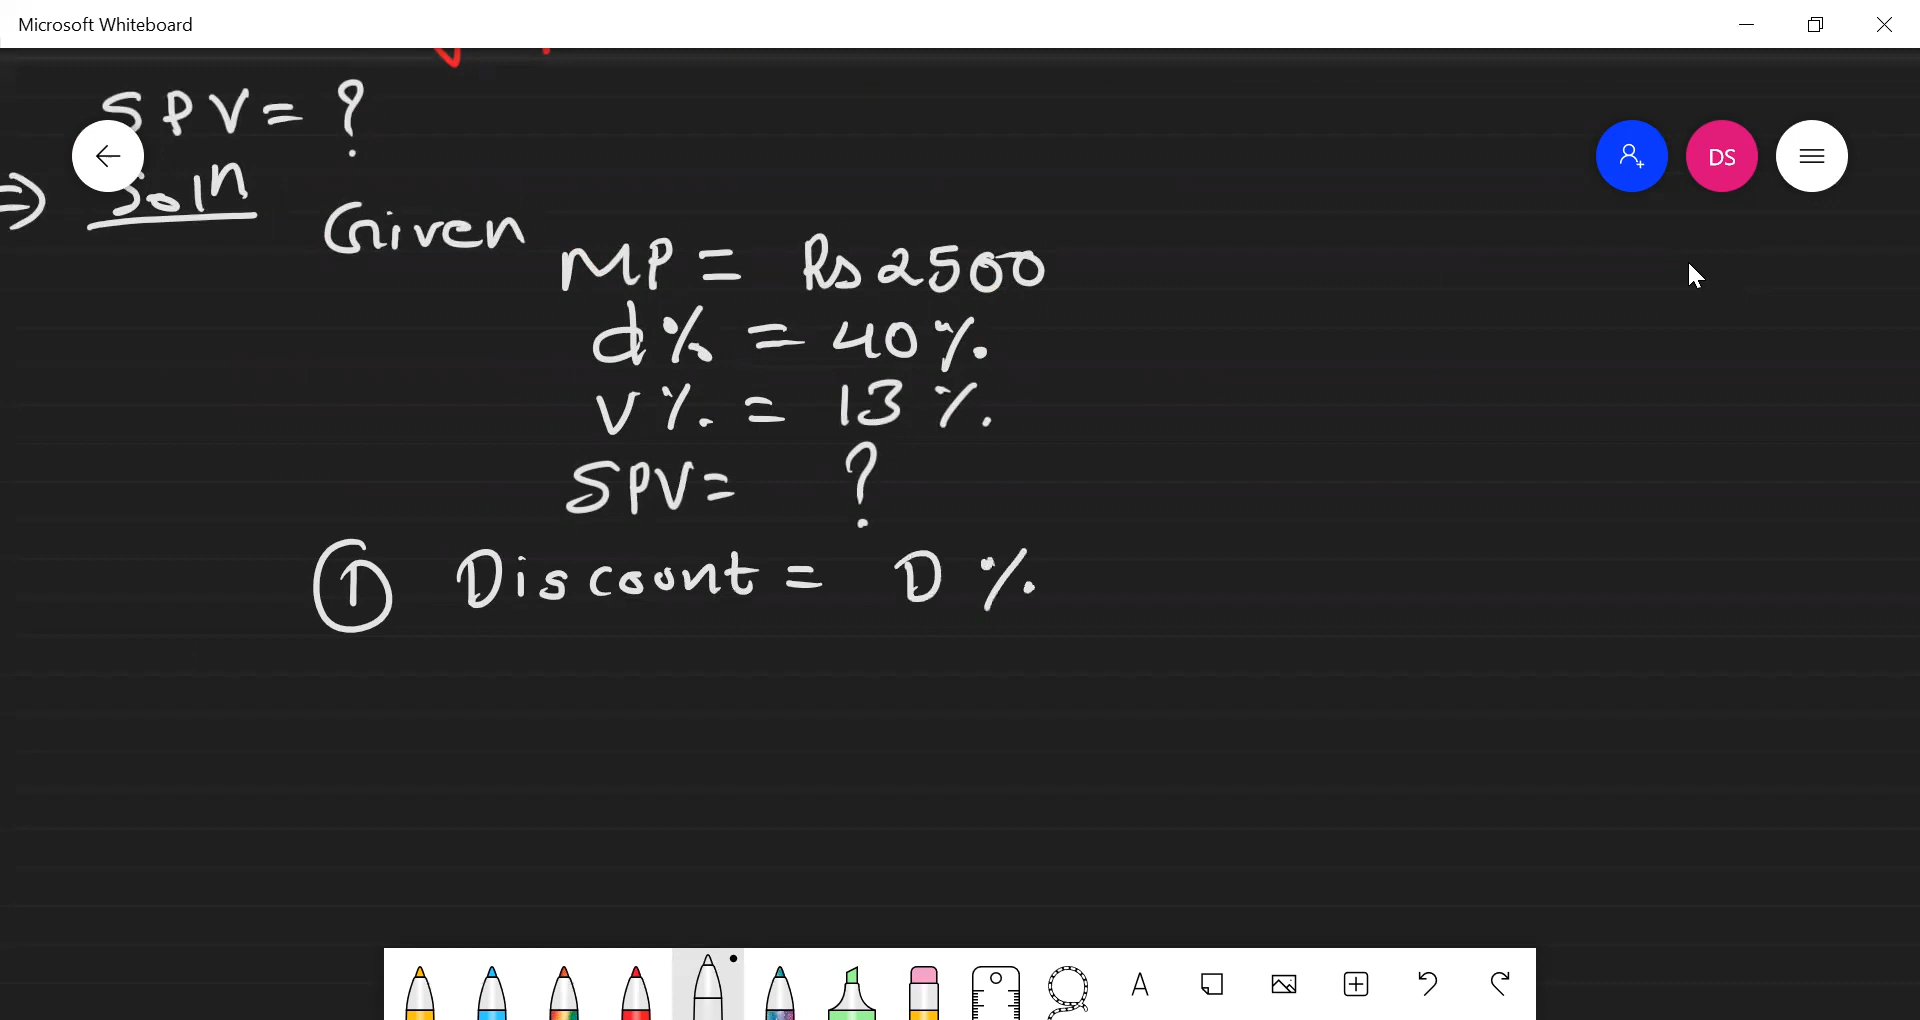 Microsoft Whiteboard
SPV = ?
⇒ Soln
DS
Given
MP = Rs 2500
d% = 40%
V% = 13%
SPV = ?
① Discount = D%
A